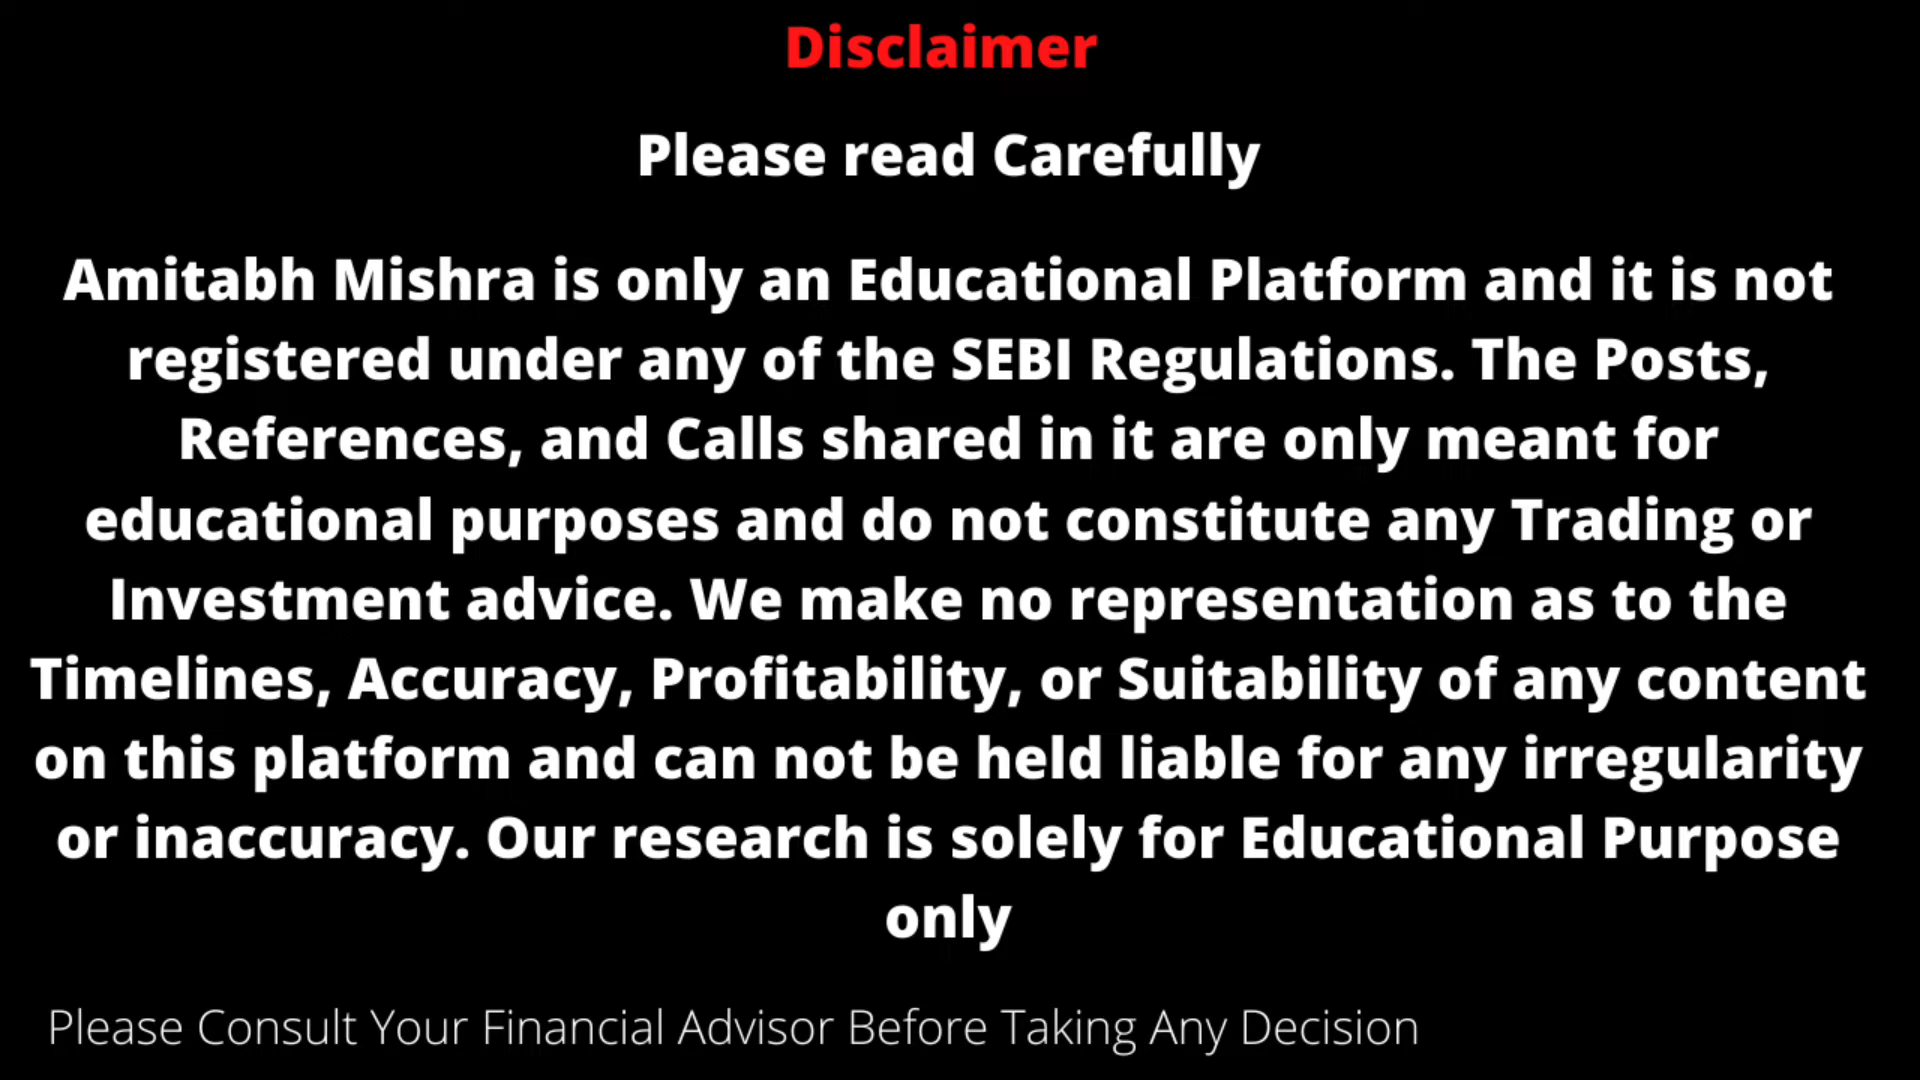 Disclaimer
Please read Carefully
Amitabh Mishra is only an Educational Platform and it is not
registered under any of the SEBI Regulations. The Posts,
References, and Calls shared in it are only meant for
educational purposes and do not constitute any Trading or
Investment advice. We make no representation as to the
Timelines, Accuracy, Profitability, or Suitability of any content
on this platform and can not be held liable for any irregularity
or inaccuracy. Our research is solely for Educational Purpose
only
Please Consult Your Financial Advisor Before Taking Any Decision